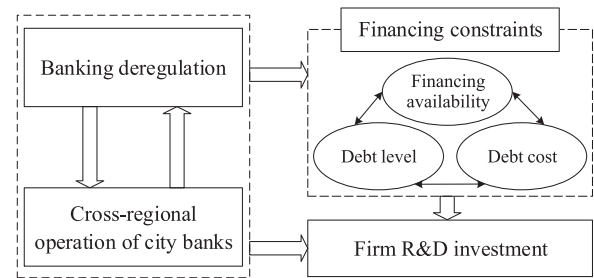 Banking deregulation
Cross-regional
operation of city banks
Financing constraints
Financing
availability
Debt level
Debt cost
Firm R&D investment